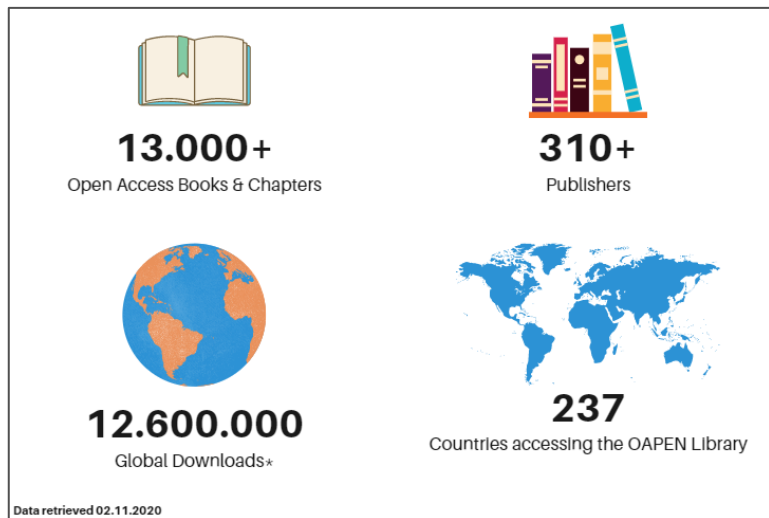 13.000+
Open Access Books & Chapters
310+
Publishers
12.600.000
Global Downloads*
237
Countries accessing the OAPEN Library
Data retrieved 02.11.2020